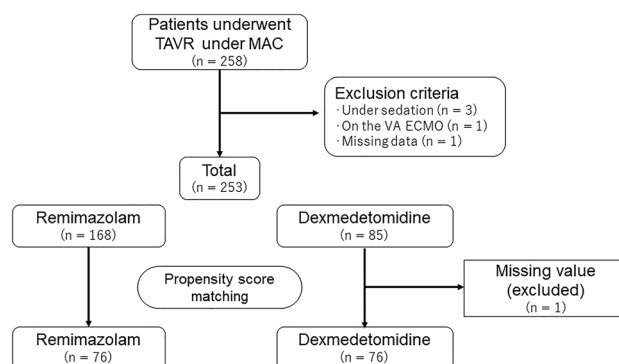 Patients underwent
TAVR under MAC
(n = 258)
Exclusion criteria
·Under sedation (n = 3)
·On the VA ECMO (n = 1)
·Missing data (n = 1)
Total
(n = 253)
Remimazolam
(n = 168)
Dexmedetomidine
(n = 85)
Propensity score
matching
Missing value
(excluded)
(n = 1)
Remimazolam
(n = 76)
Dexmedetomidine
(n = 76)